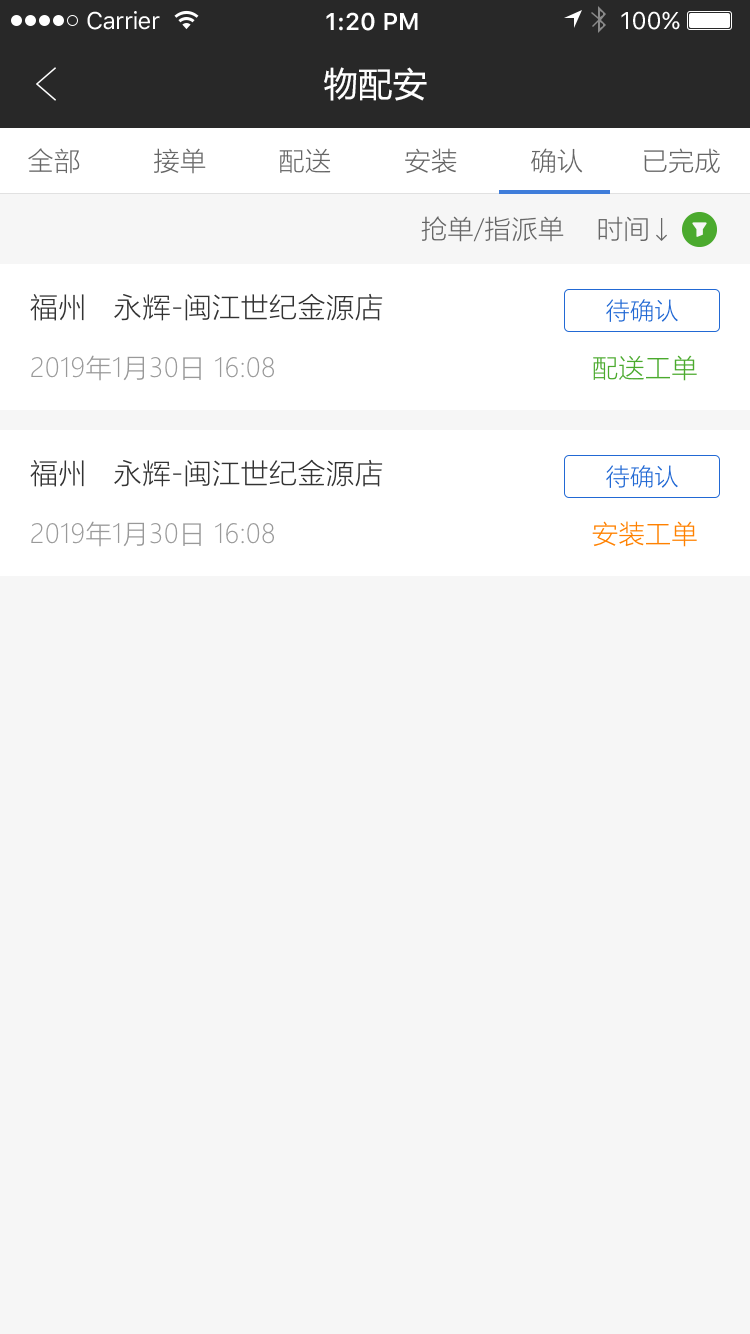 Carrier 1:20 PM 100%
物配安
全部 接单 配送 安装 确认 已完成
抢单/指派单 时间↓
福州 永辉-闽江世纪金源店 待确认
2019年1月30日 16:08 配送工单
福州 永辉-闽江世纪金源店 待确认
2019年1月30日 16:08 安装工单